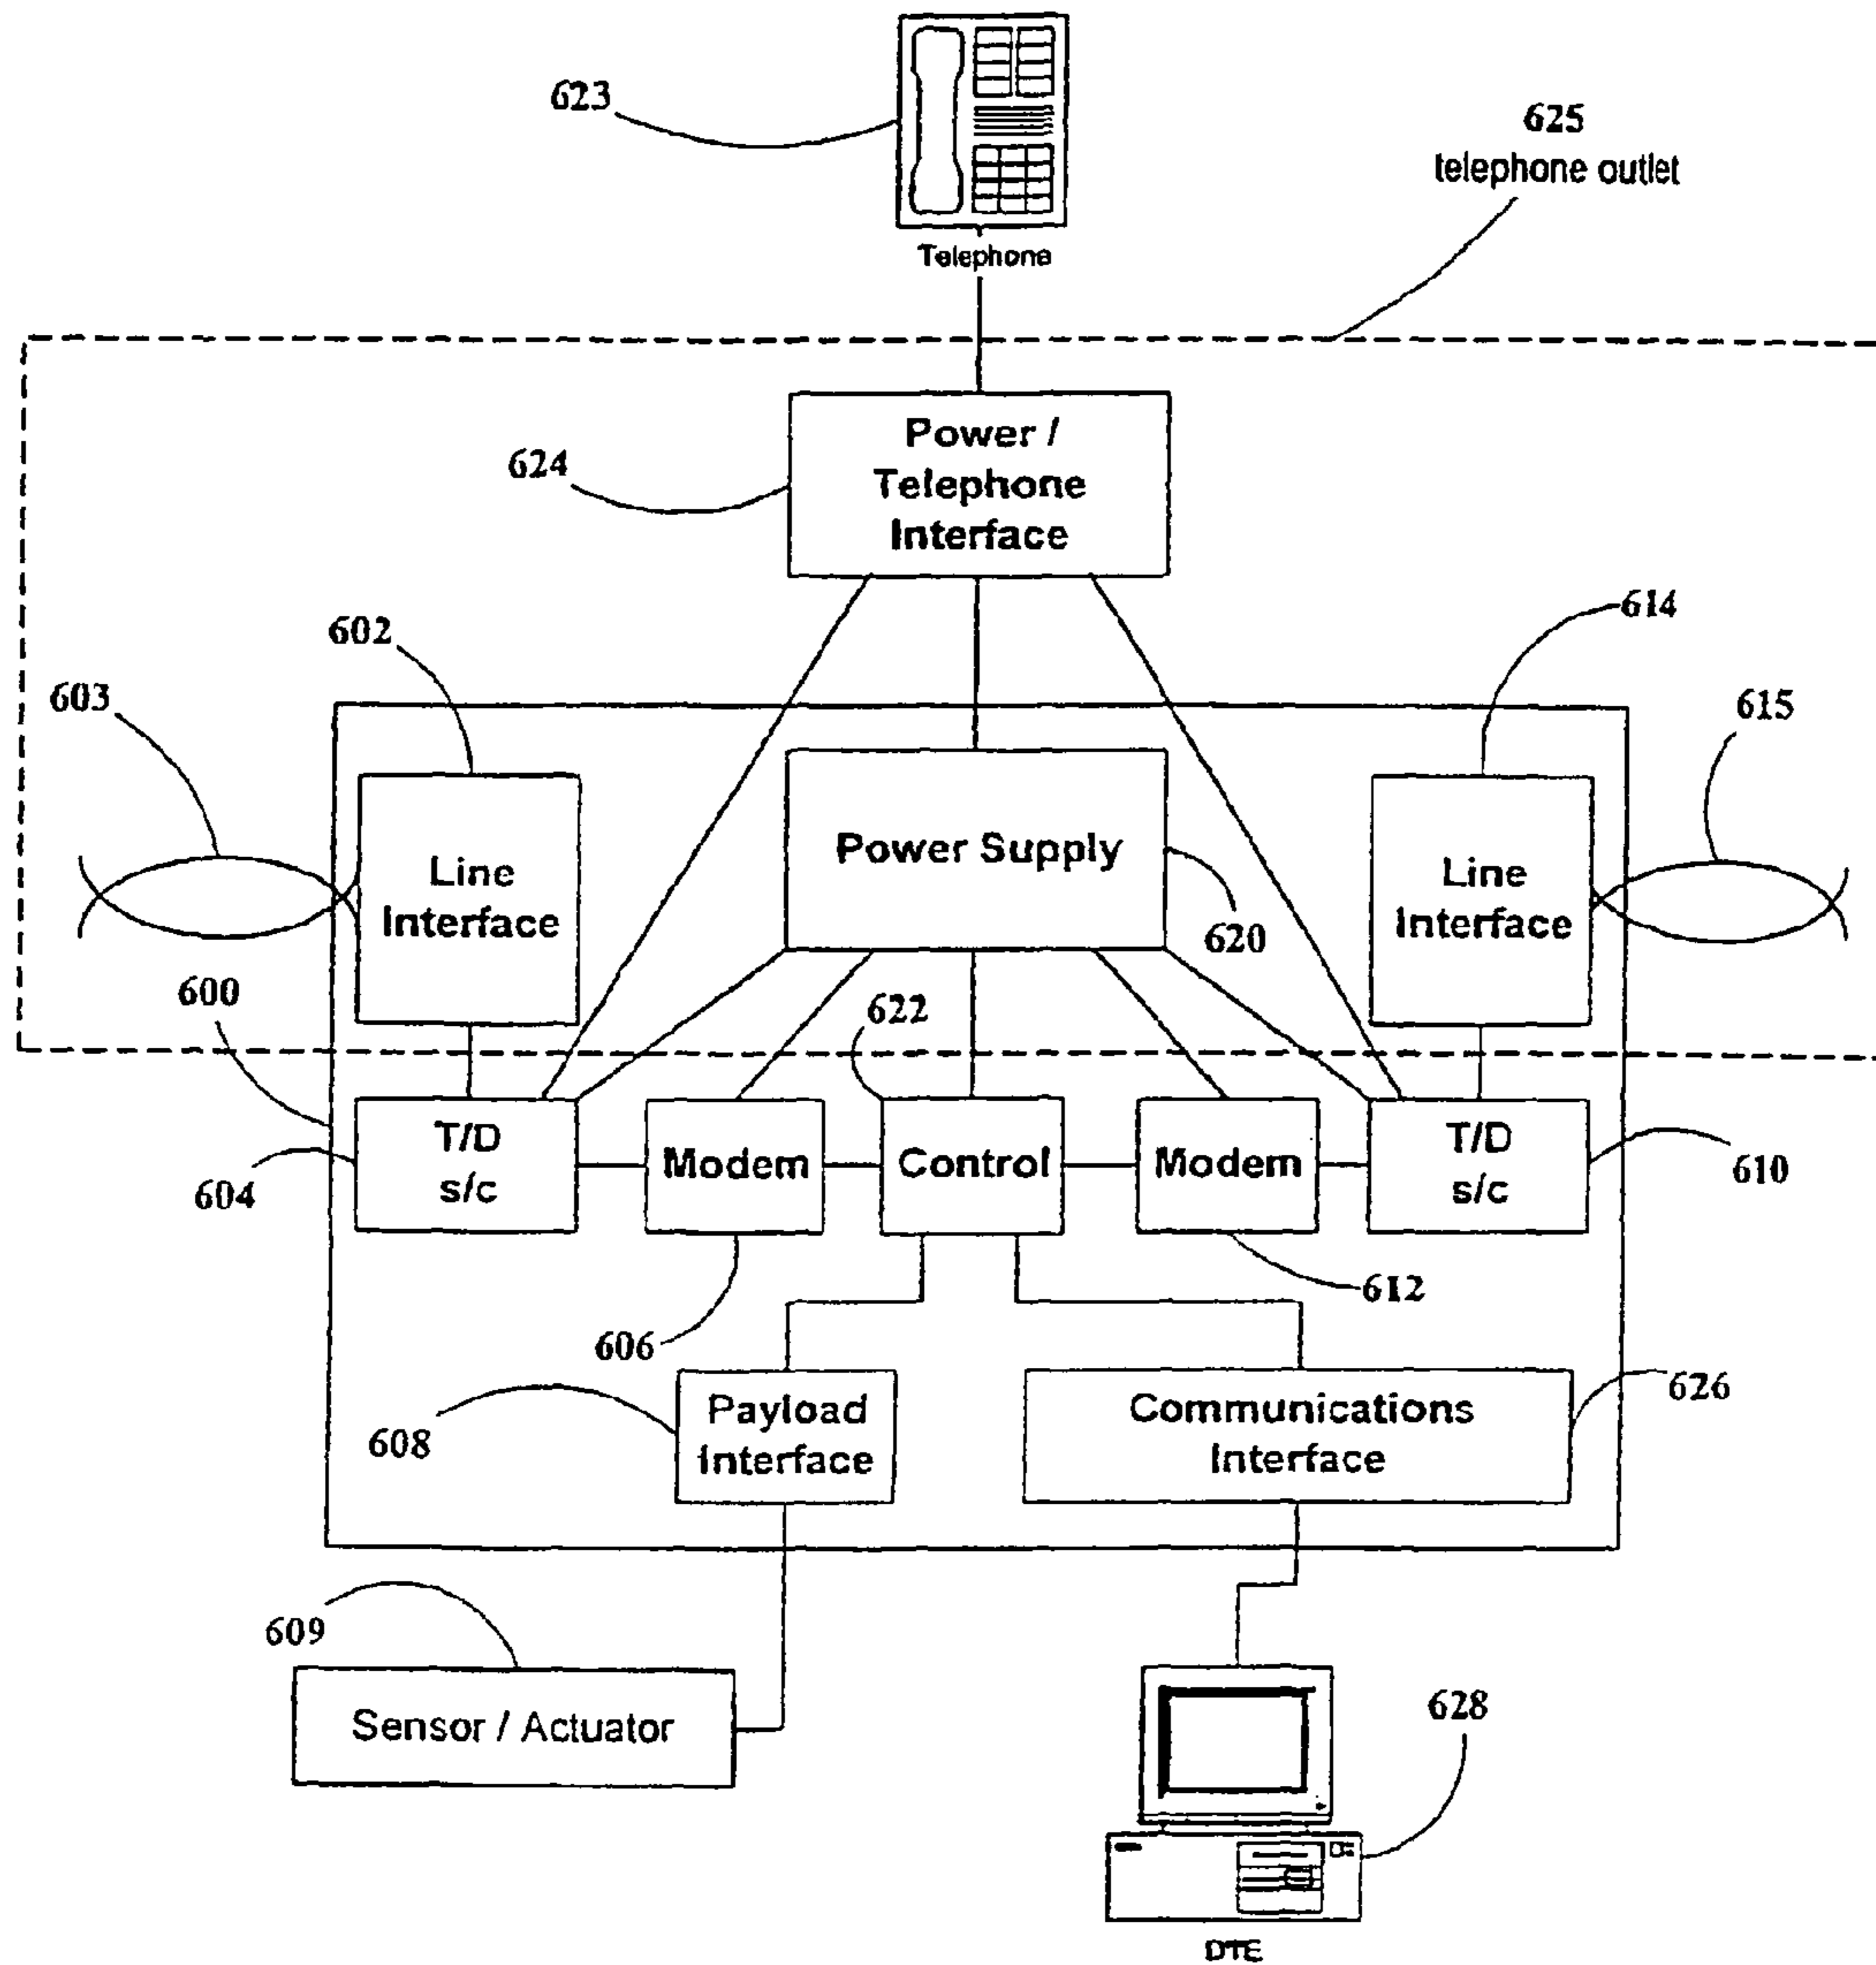 623
625
telephone outlet
Telephone
Power /
Telephone
Interface
624
602
614
603
615
Line
Interface
Power Supply
Line
Interface
620
600
622
T/D
s/c
Modem
Control
Modem
T/D
s/c
604
610
612
606
626
Payload
Interface
Communications
Interface
608
609
Sensor / Actuator
628
DTE